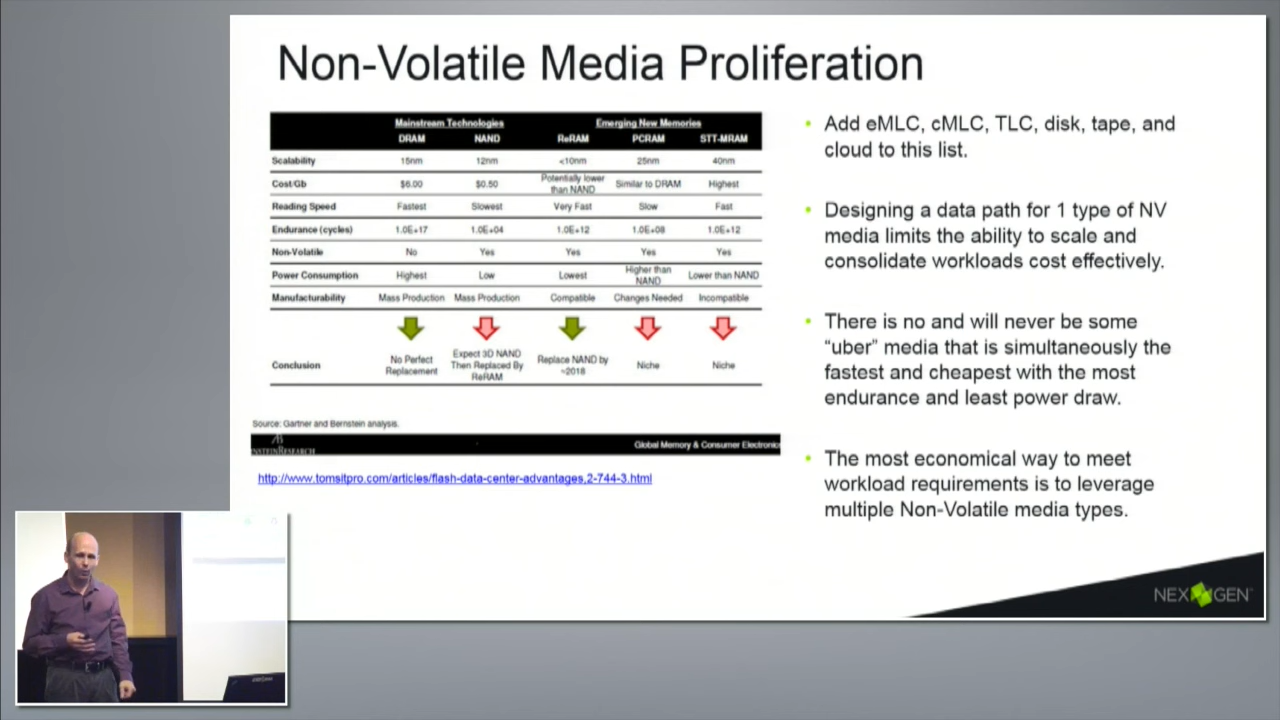 Non-Volatile Media Proliferation
Mainstream Technologies Emerging New Memories
DRAM NAND ReRAM PCRAM STT-MRAM
Scalability 15nm 12nm <10nm 25nm 40nm
Cost/Gb $6.00 $0.50 Potentially lower than NAND Similar to DRAM Highest
Reading Speed Fastest Slowest Very Fast Slow Fast
Endurance (cycles) 1.0E+17 1.0E+04 1.0E+12 1.0E+08 1.0E+12
Non-Volatile No Yes Yes Yes Yes
Power Consumption Highest Low Lowest Higher than NAND Lower than NAND
Manufacturability Mass Production Mass Production Compatible Changes Needed Incompatible
Conclusion No Perfect Replacement Expect 3D NAND Then Replaced By ReRAM Replace NAND by ~2018 Niche Niche
Source: Gartner and Bernstein analysis.
NSTEINRESEARCH
Global Memory & Consumer Electronic
http://www.tomsitpro.com/articles/flash-data-center-advantages,2-744-3.html
• Add eMLC, cMLC, TLC, disk, tape, and
cloud to this list.
• Designing a data path for 1 type of NV
media limits the ability to scale and
consolidate workloads cost effectively.
• There is no and will never be some
“uber” media that is simultaneously the
fastest and cheapest with the most
endurance and least power draw.
• The most economical way to meet
workload requirements is to leverage
multiple Non-Volatile media types.
NEXGEN